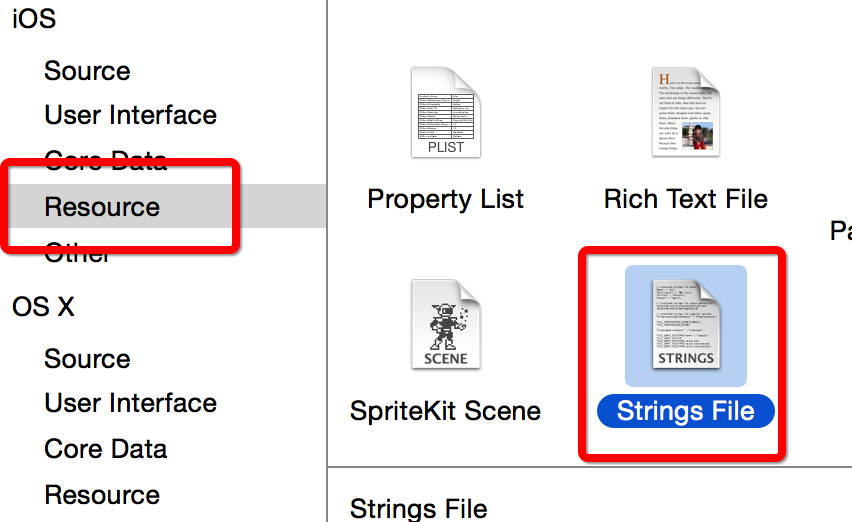 iOS
Source
User Interface
Core Data
Resource
Other
OS X
Source
User Interface
Core Data
Resource
PLIST
Property List
Rich Text File
SCENE
SpriteKit Scene
STRINGS
Strings File
Strings File